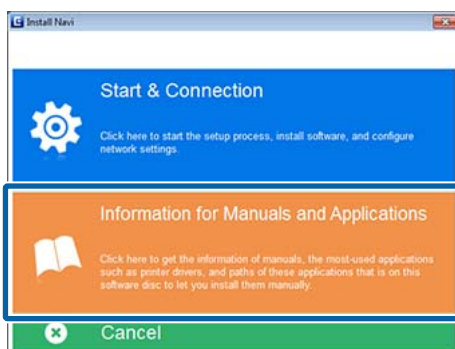 Install Navi
Start & Connection
Click here to start the setup process, install software, and configure
network settings.
Information for Manuals and Applications
Click here to get the information of manuals, the most-used applications
such as printer drivers, and paths of these applications that is on this
software disc to let you install them manually.
Cancel